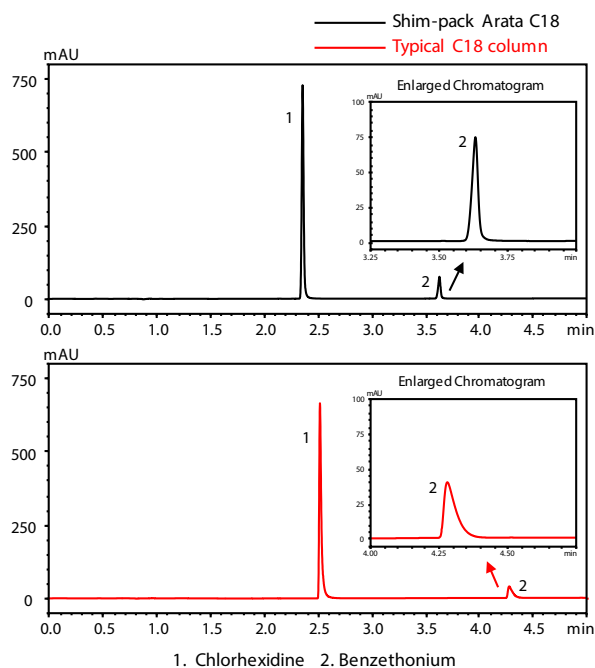 Shim-pack Arata C18
Typical C18 column
mAU
750
500
250
0
0.0 0.5 1.0 1.5 2.0 2.5 3.0 3.5 4.0 4.5 min
1
2
Enlarged Chromatogram
mAU
100
75
50
25
0
3.25 3.50 3.75 min
2
mAU
750
500
250
0
0.0 0.5 1.0 1.5 2.0 2.5 3.0 3.5 4.0 4.5 min
1
2
Enlarged Chromatogram
mAU
100
75
50
25
0
4.00 4.25 4.50 min
2
1. Chlorhexidine 2. Benzethonium